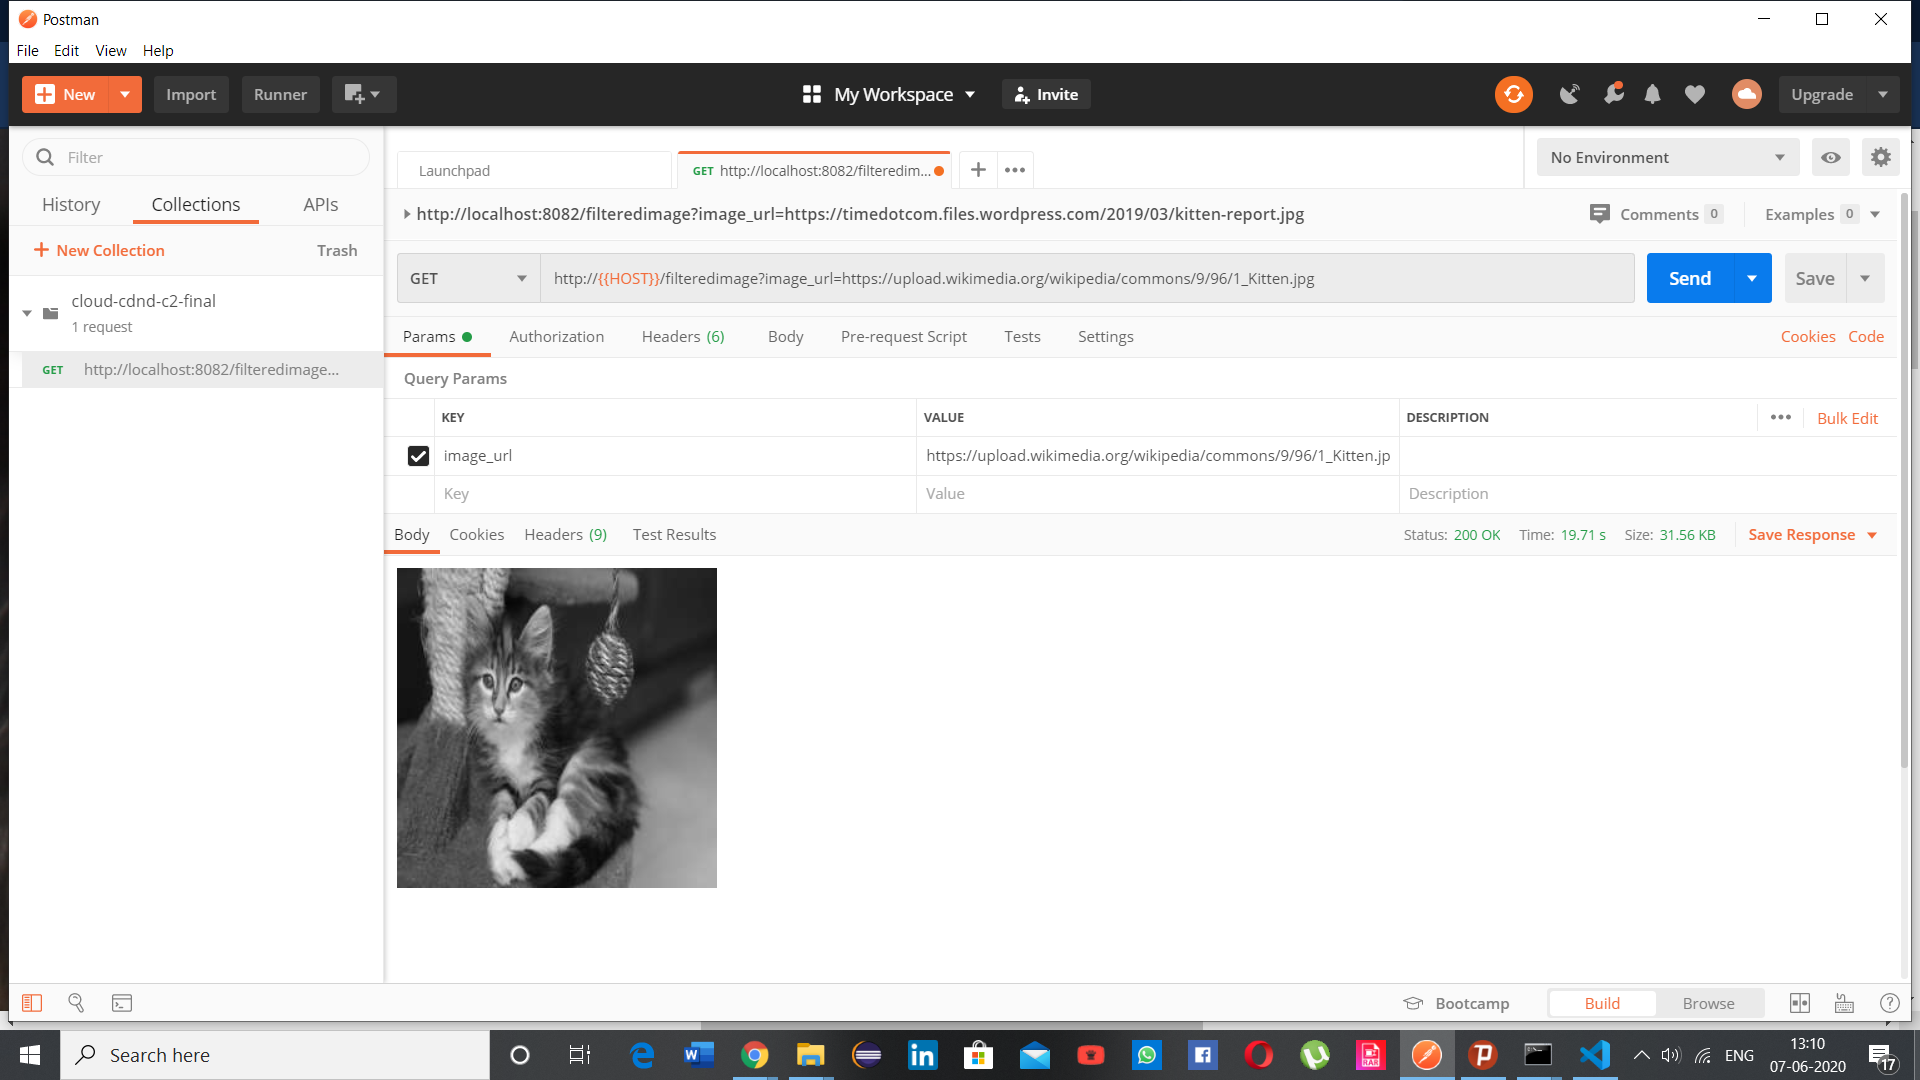 Postman
File Edit View Help
New Import Runner My Workspace Invite Upgrade
Filter
History Collections APIs
New Collection Trash
cloud-cdnd-c2-final
1 request
GET http://localhost:8082/filteredimage...
Launchpad GET http://localhost:8082/filteredim... No Environment
http://localhost:8082/filteredimage?image_url=https://timedotcom.files.wordpress.com/2019/03/kitten-report.jpg Comments 0 Examples 0
GET http://{{HOST}}/filteredimage?image_url=https://upload.wikimedia.org/wikipedia/commons/9/96/1_Kitten.jpg Send Save
Params Authorization Headers (6) Body Pre-request Script Tests Settings Cookies Code
Query Params
KEY VALUE DESCRIPTION Bulk Edit
image_url https://upload.wikimedia.org/wikipedia/commons/9/96/1_Kitten.jp
Key Value Description
Body Cookies Headers (9) Test Results Status: 200 OK Time: 19.71 s Size: 31.56 KB Save Response
Bootcamp Build Browse
Search here ENG 13:10
07-06-2020 17